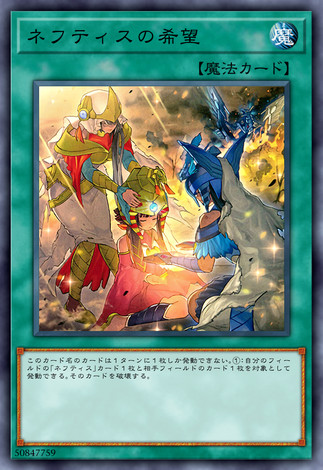 ネフティスの希望
魔
【魔法カード】
このカード名のカードは1ターンに1枚しか発動できない。①:自分のフィー
ルドの「ネフティス」カード1枚と相手フィールドのカード1枚を対象として
発動できる。そのカードを破壊する。
50847759